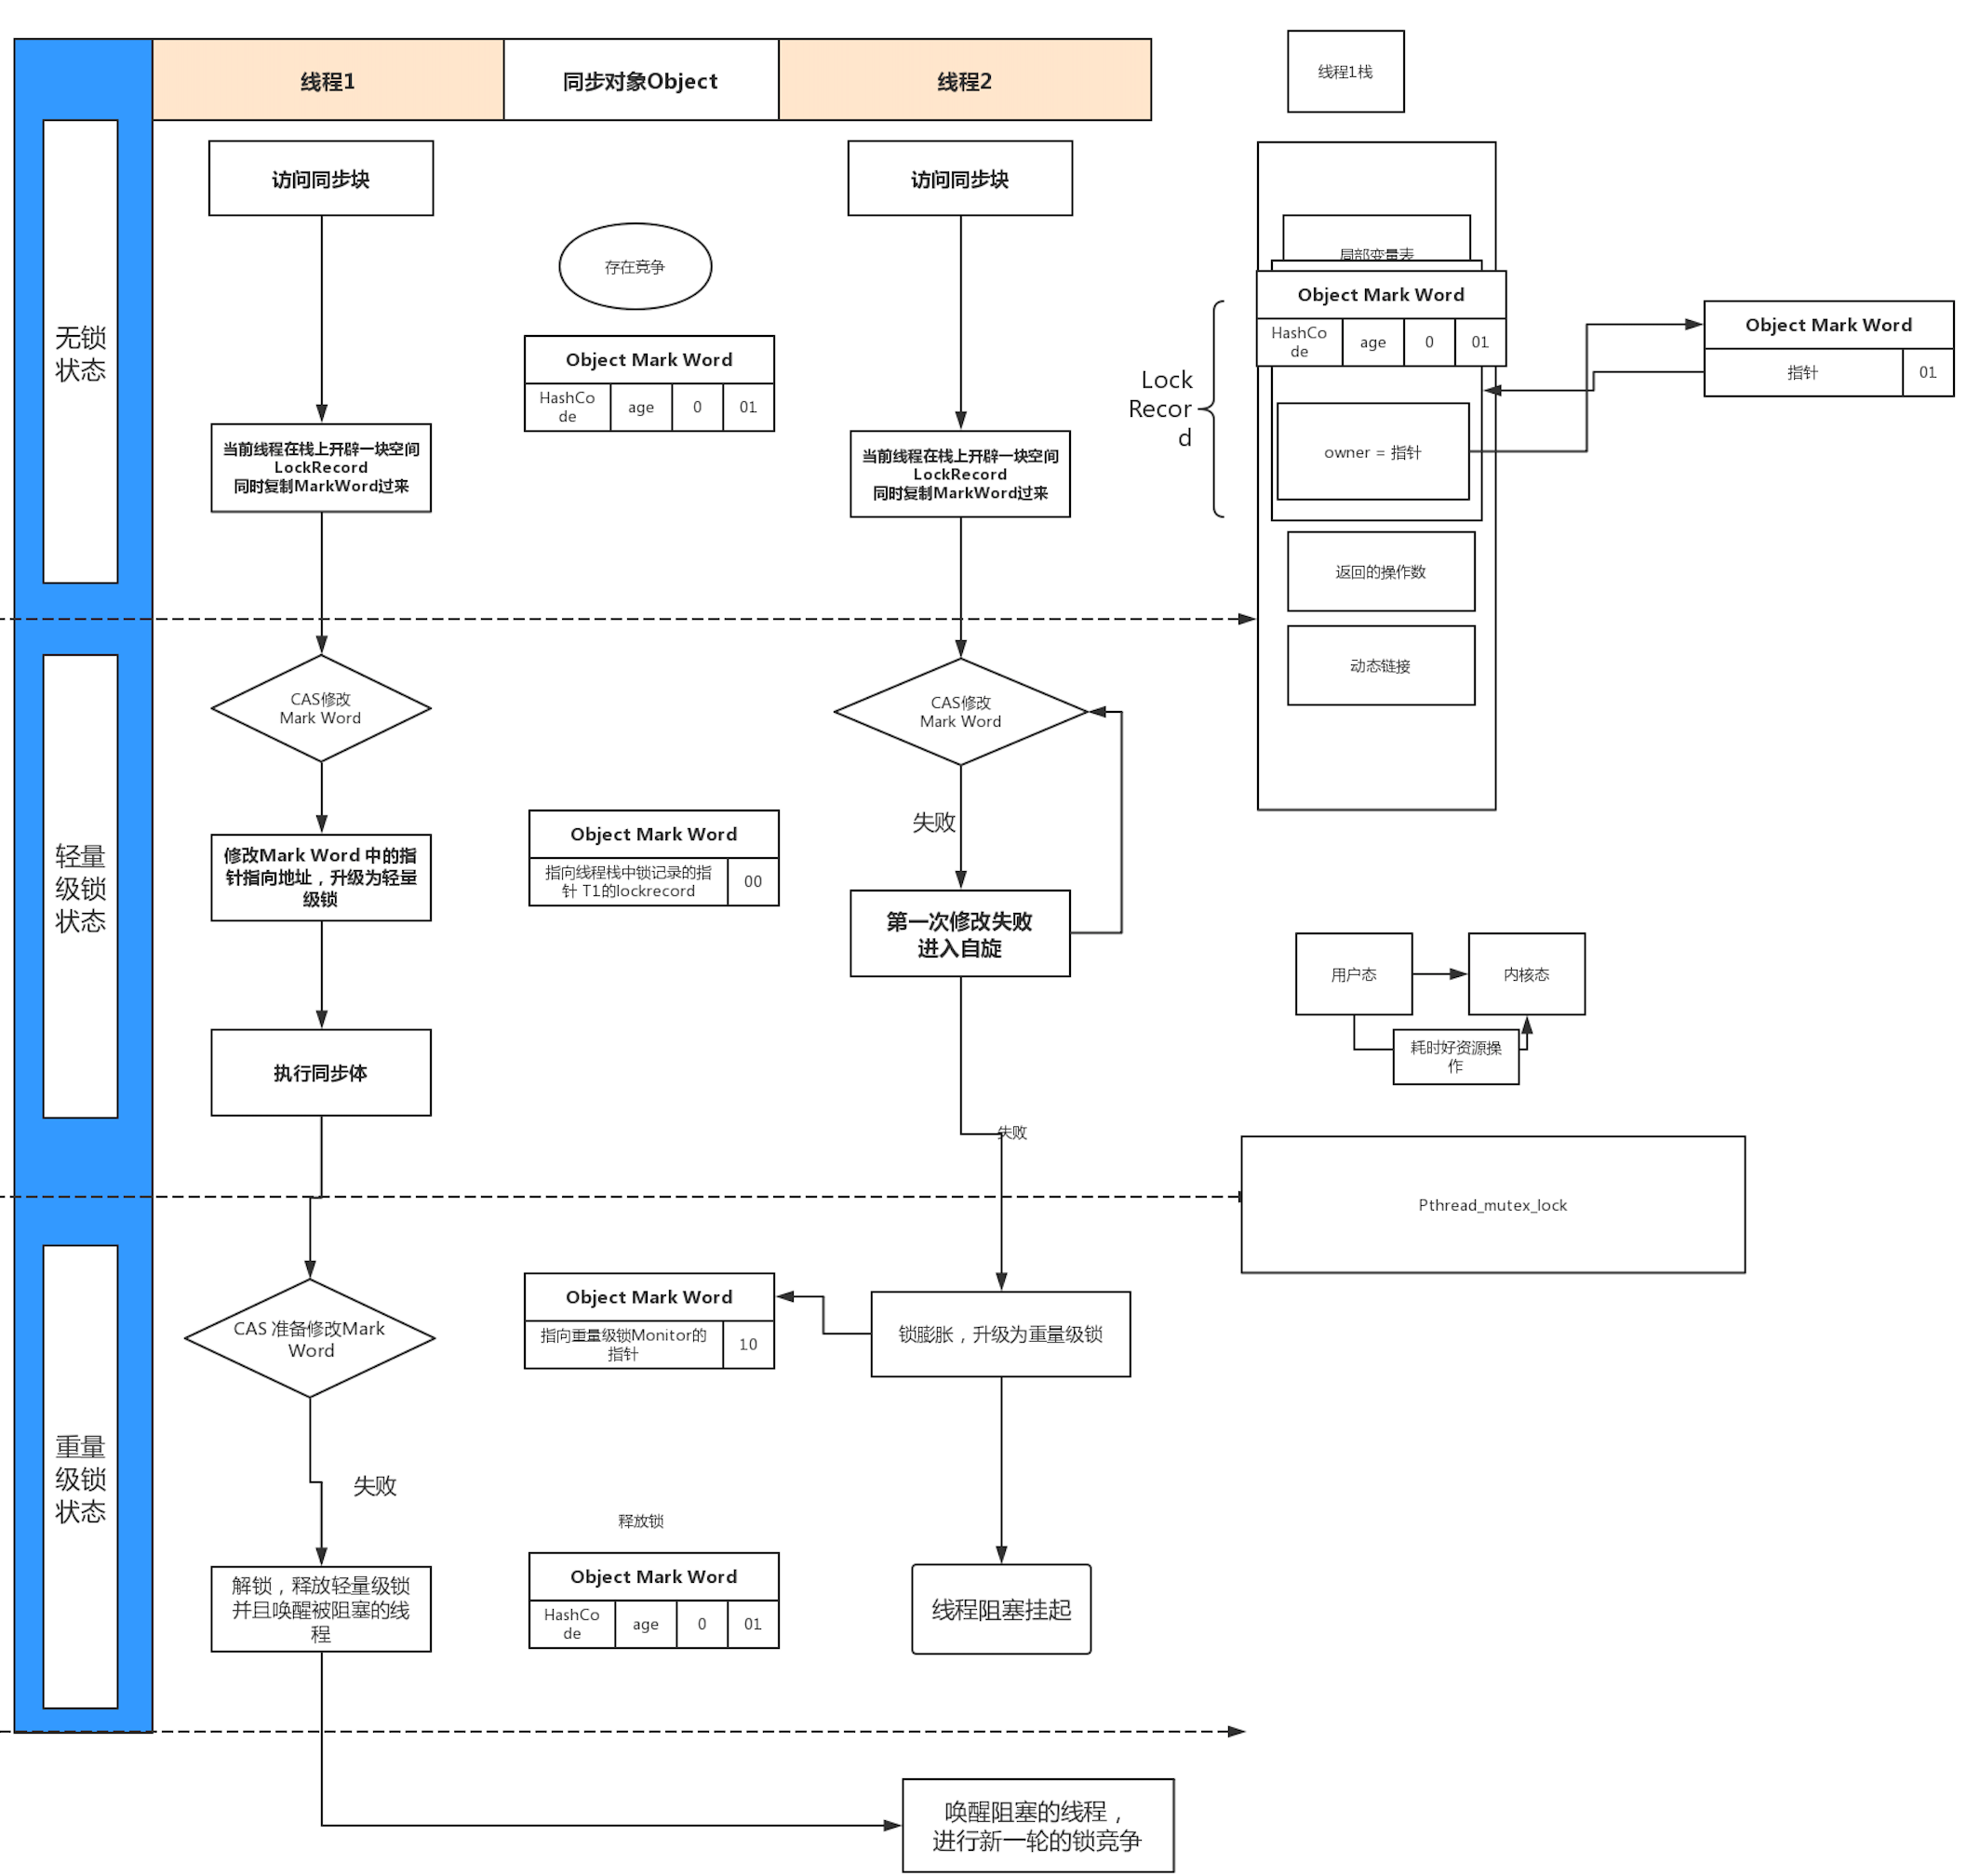 线程1
同步对象Object
线程2
线程1栈
无锁
状态
访问同步块
存在竞争
访问同步块
局部变量表
Object Mark Word
HashCo
de
age
0
01
Object Mark Word
指针
01
Object Mark Word
HashCo
de
age
0
01
Lock
Recor
d
当前线程在栈上开辟一块空间
LockRecord
同时复制MarkWord过来
当前线程在栈上开辟一块空间
LockRecord
同时复制MarkWord过来
owner = 指针
返回的操作数
动态链接
轻量
级锁
状态
CAS修改
Mark Word
CAS修改
Mark Word
失败
修改Mark Word 中的指
针指向地址，升级为轻量
级锁
Object Mark Word
指向线程栈中锁记录的指
针 T1的lockrecord
00
第一次修改失败
进入自旋
用户态
内核态
耗时好资源操
作
执行同步体
失败
Pthread_mutex_lock
重量
级锁
状态
CAS 准备修改Mark
Word
Object Mark Word
指向重量级锁Monitor的
指针
10
锁膨胀，升级为重量级锁
失败
释放锁
解锁，释放轻量级锁
并且唤醒被阻塞的线
程
Object Mark Word
HashCo
de
age
0
01
线程阻塞挂起
唤醒阻塞的线程，
进行新一轮的锁竞争